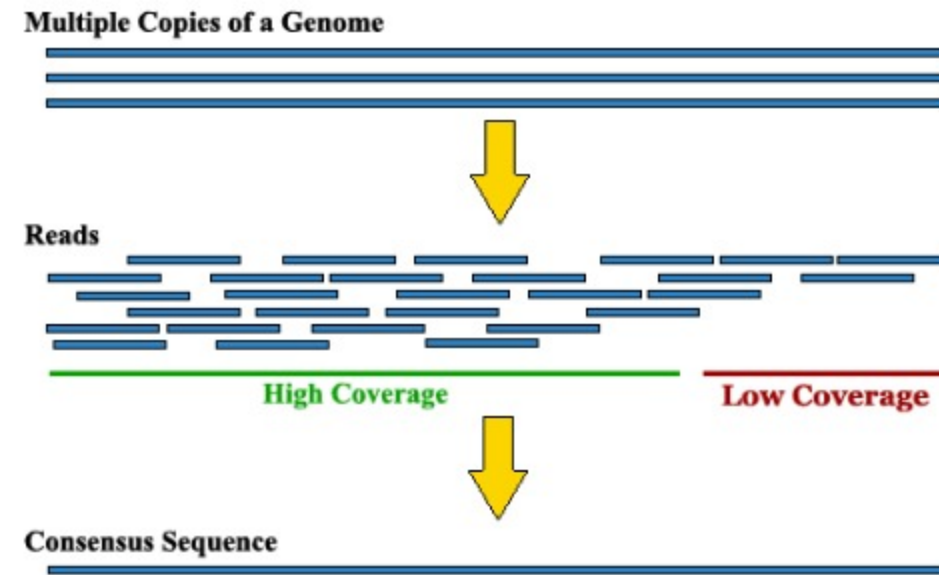 Multiple Copies of a Genome
Reads
High Coverage
Low Coverage
Consensus Sequence